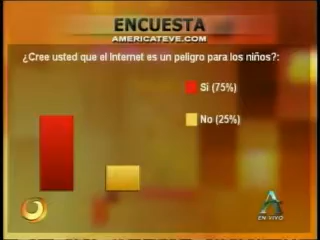 ENCUESTA
AMERICATEVE.COM
¿Cree usted que el Internet es un peligro para los niños?:
Sí (75%)
No (25%)
EN VIVO